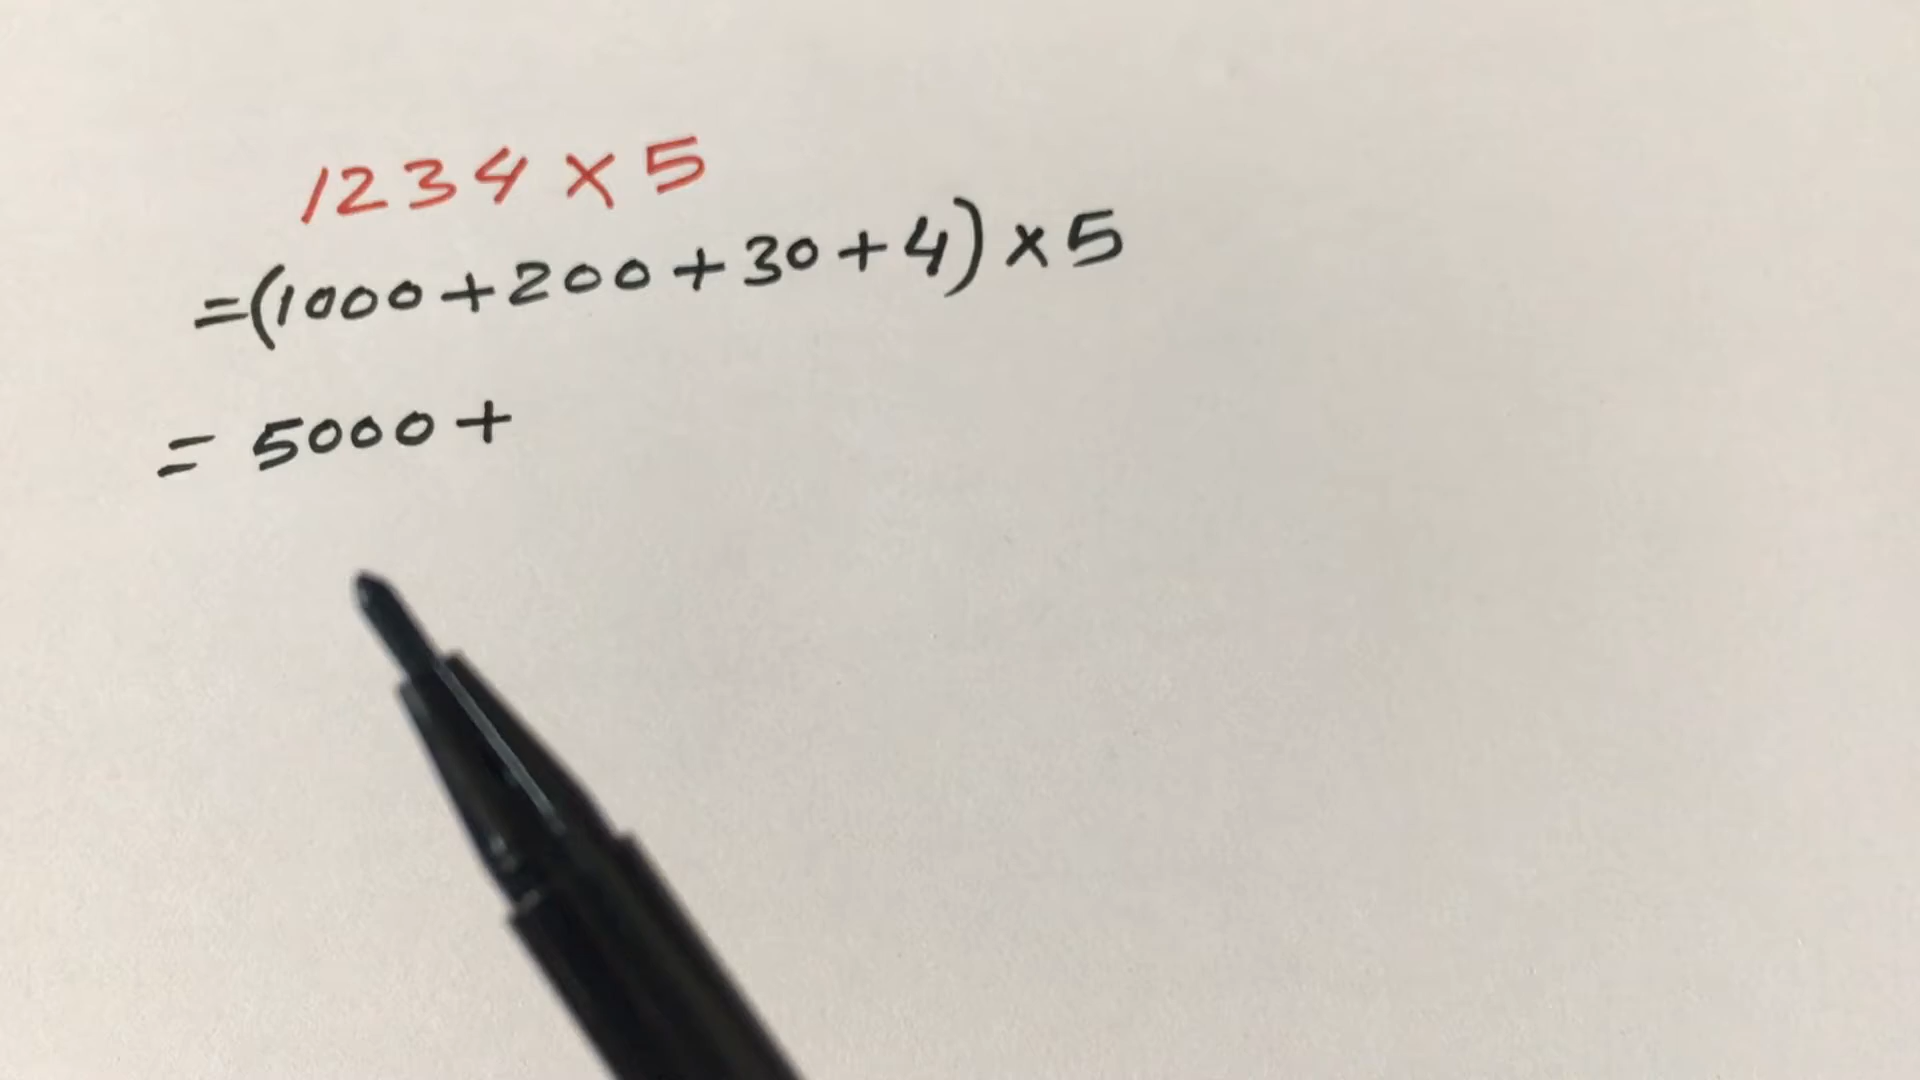 1234 × 5
=(1000+200+30+4) × 5
= 5000 +